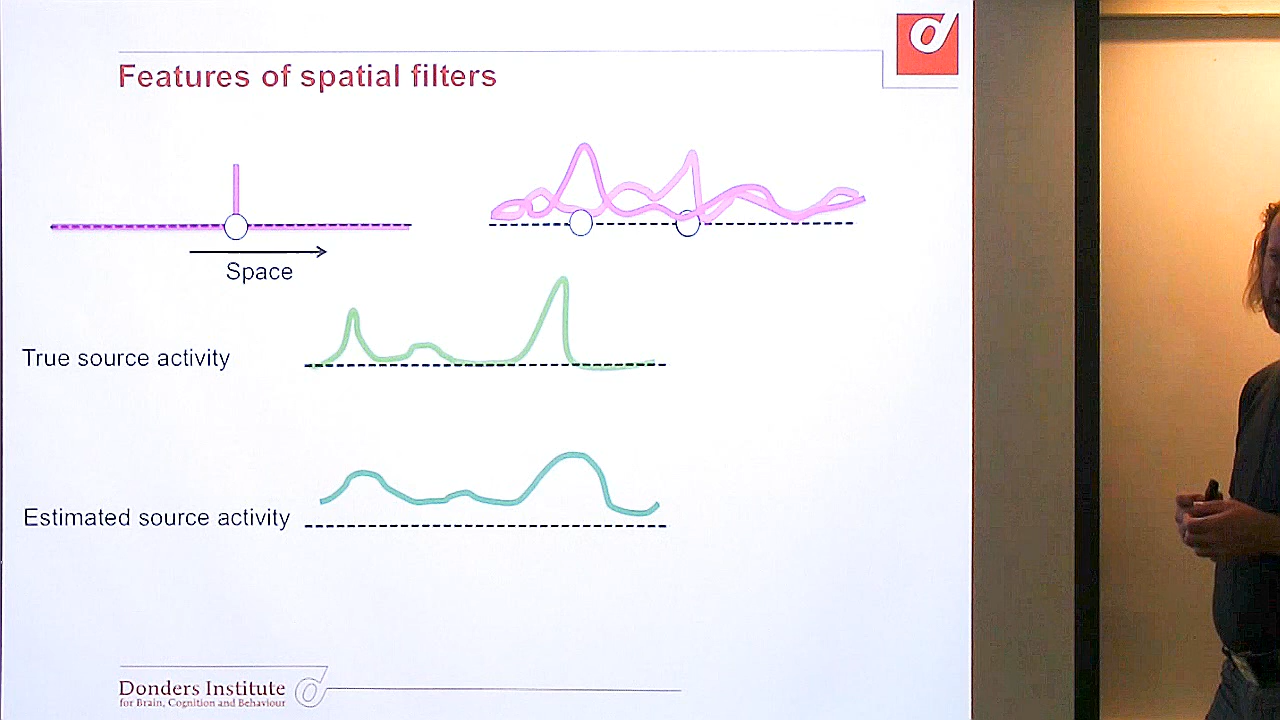 Features of spatial filters
Space
True source activity
Estimated source activity
Donders Institute
for Brain, Cognition and Behaviour